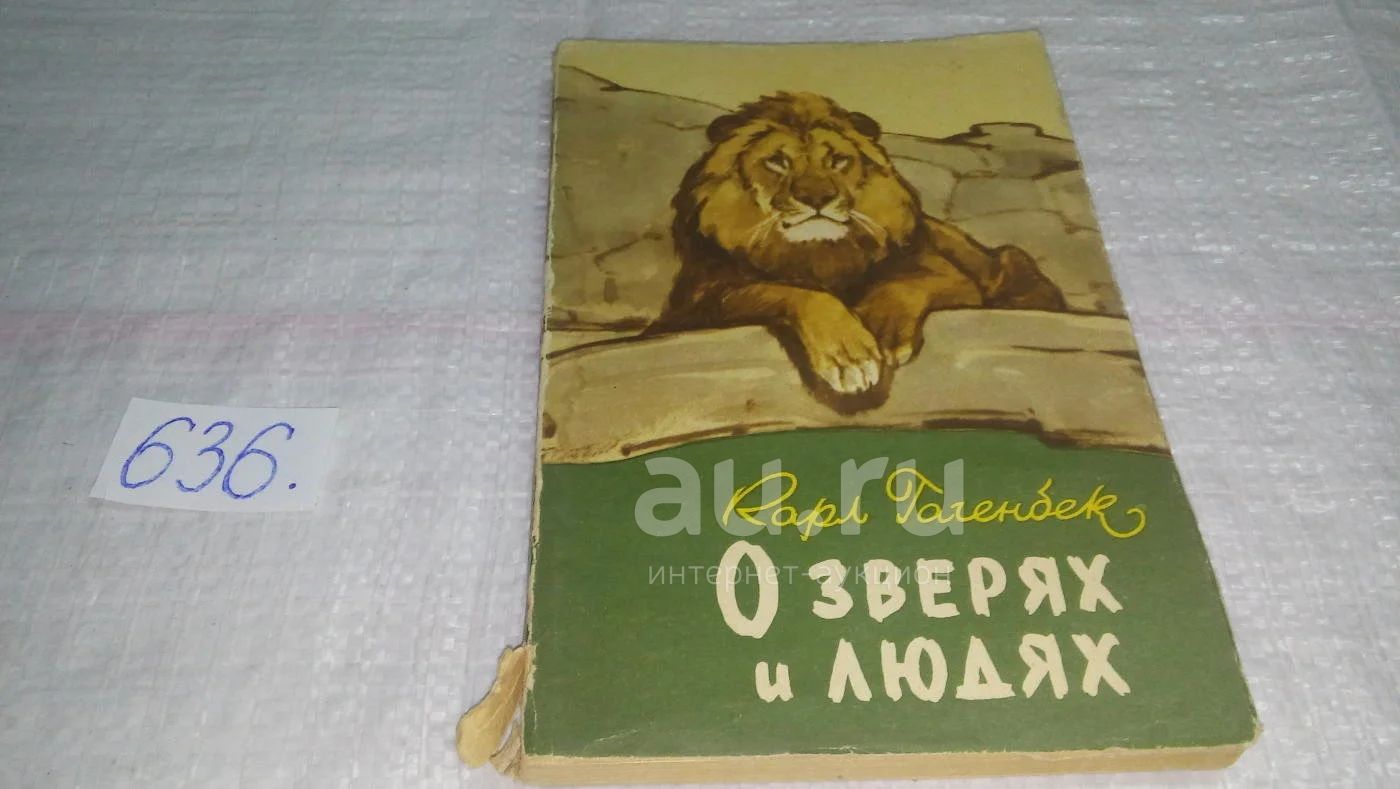 636.
au.ru
интернет-аукцион
Карл Гагенбек
О ЗВЕРЯХ
и ЛЮДЯХ